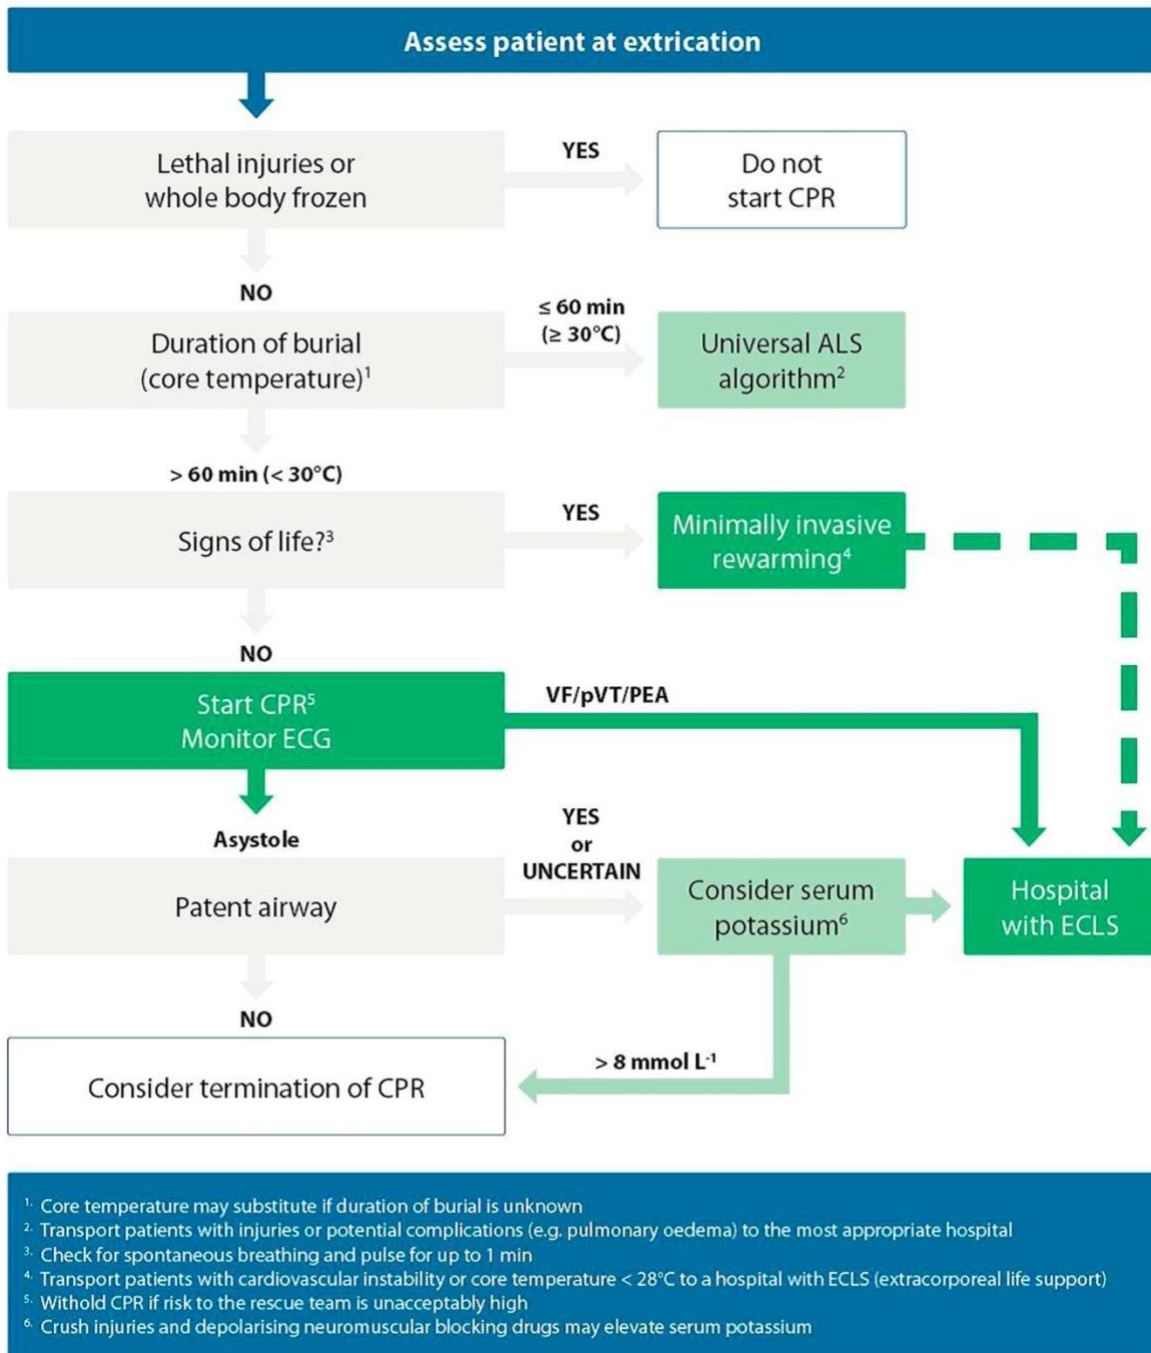 Assess patient at extrication
Lethal injuries or
whole body frozen
YES
Do not
start CPR
NO
Duration of burial
(core temperature)¹
≤ 60 min
(≥ 30°C)
Universal ALS
algorithm²
> 60 min (< 30°C)
Signs of life?³
YES
Minimally invasive
rewarming⁴
NO
Start CPR⁵
Monitor ECG
VF/pVT/PEA
Asystole
Patent airway
YES
or
UNCERTAIN
Consider serum
potassium⁶
Hospital
with ECLS
NO
Consider termination of CPR
> 8 mmol L⁻¹
1. Core temperature may substitute if duration of burial is unknown
2. Transport patients with injuries or potential complications (e.g. pulmonary oedema) to the most appropriate hospital
3. Check for spontaneous breathing and pulse for up to 1 min
4. Transport patients with cardiovascular instability or core temperature < 28°C to a hospital with ECLS (extracorporeal life support)
5. Withold CPR if risk to the rescue team is unacceptably high
6. Crush injuries and depolarising neuromuscular blocking drugs may elevate serum potassium